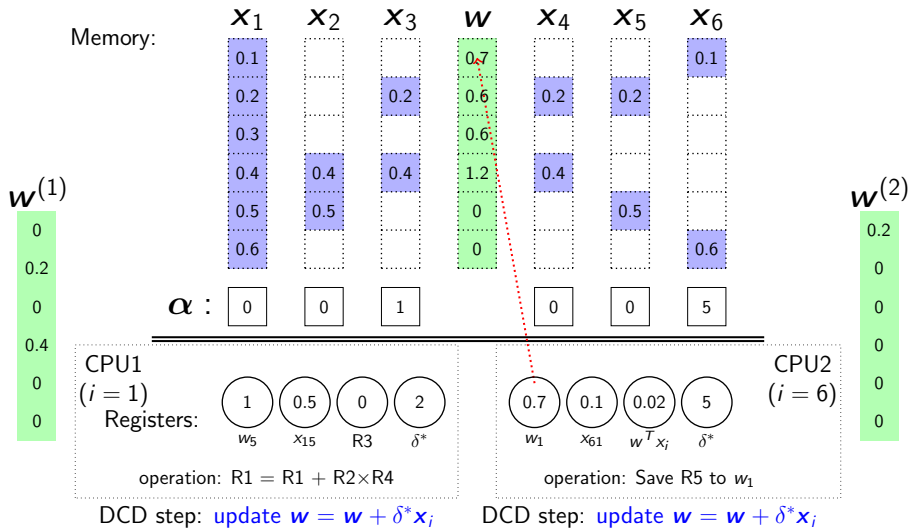 x1 x2 x3 w x4 x5 x6
Memory:
0.1 0.7 0.1
0.2 0.2 0.6 0.2 0.2
0.3 0.6
0.4 0.4 0.4 1.2 0.4
0.5 0.5 0 0.5
0.6 0 0.6
w(1)
0
0.2
0
0.4
0
0
w(2)
0.2
0
0
0
0
0
α : 0 0 1 0 0 5
CPU1
(i = 1)
Registers: 1 0.5 0 2
w5 x15 R3 δ*
operation: R1 = R1 + R2×R4
CPU2
(i = 6)
0.7 0.1 0.02 5
w1 x61 wTxi δ*
operation: Save R5 to w1
DCD step: update w = w + δ*xi
DCD step: update w = w + δ*xi